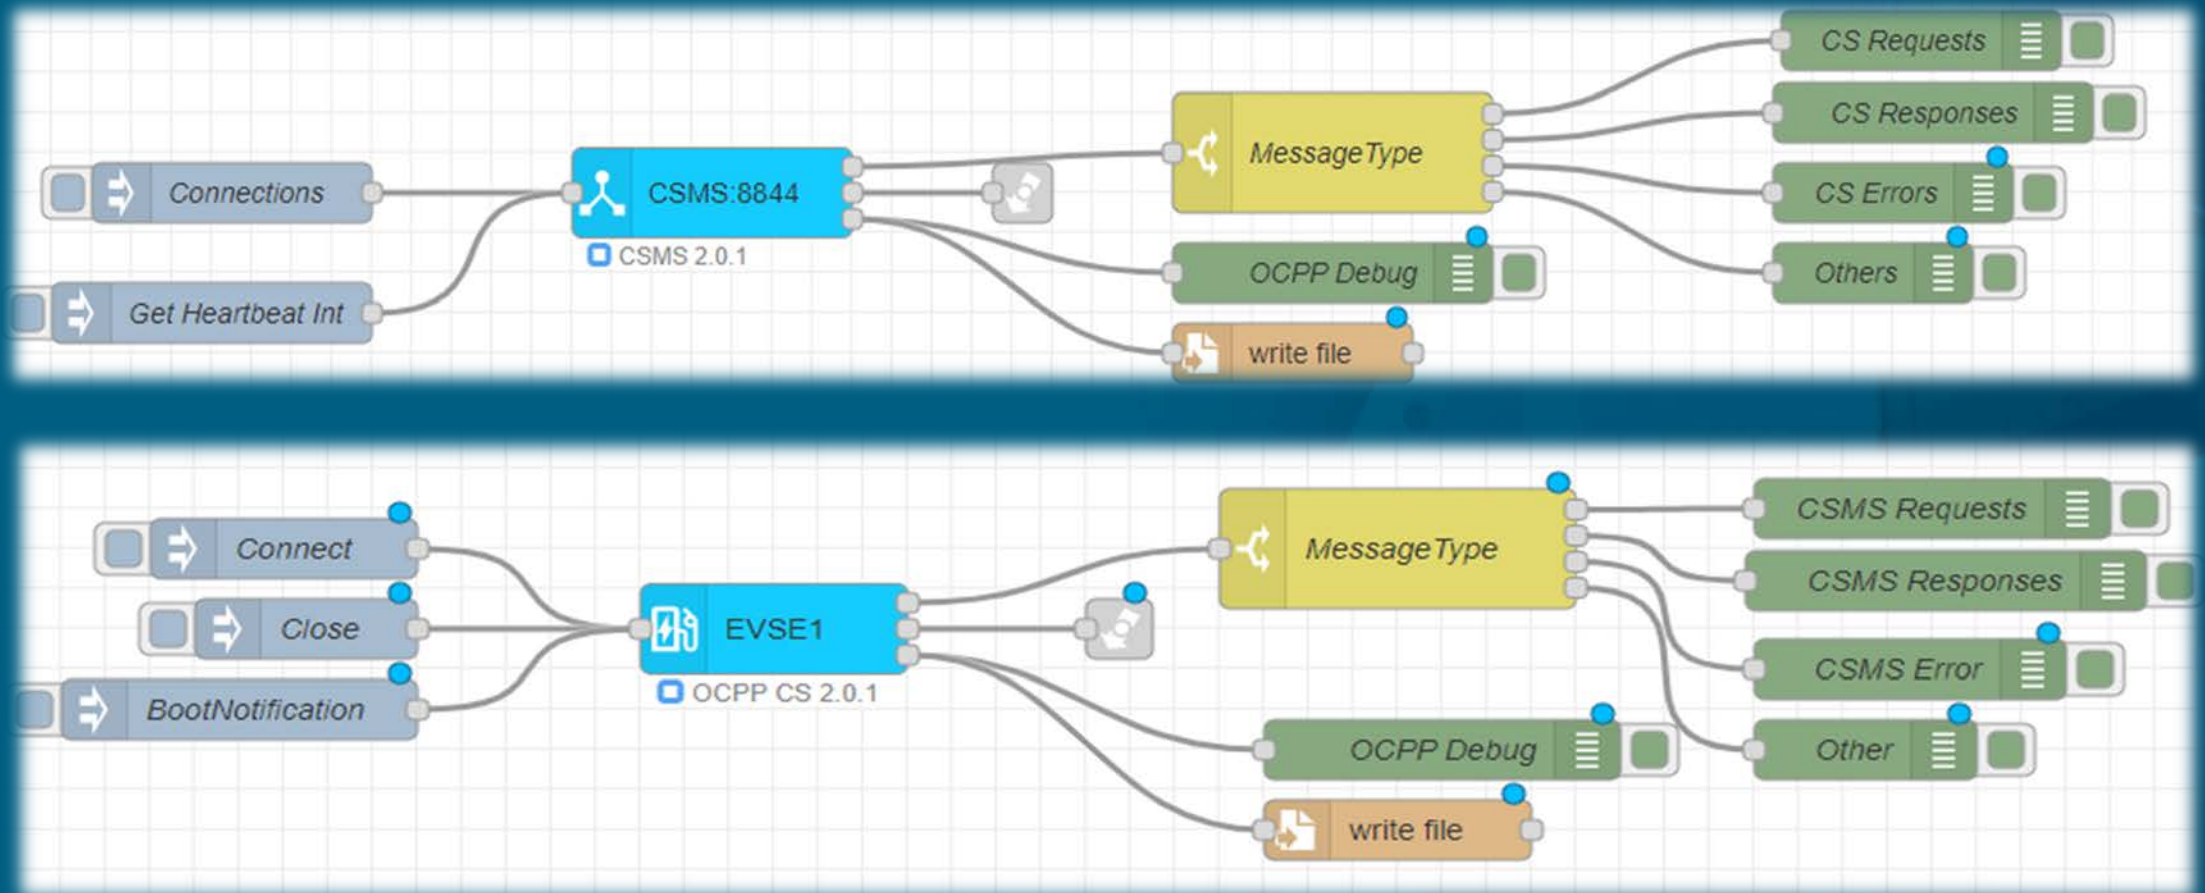 CS Requests
CS Responses
MessageType
Connections
CSMS:8844
CS Errors
CSMS 2.0.1
OCPP Debug
Others
Get Heartbeat Int
write file
CSMS Requests
Connect
MessageType
CSMS Responses
Close
EVSE1
CSMS Error
OCPP CS 2.0.1
BootNotification
OCPP Debug
Other
write file